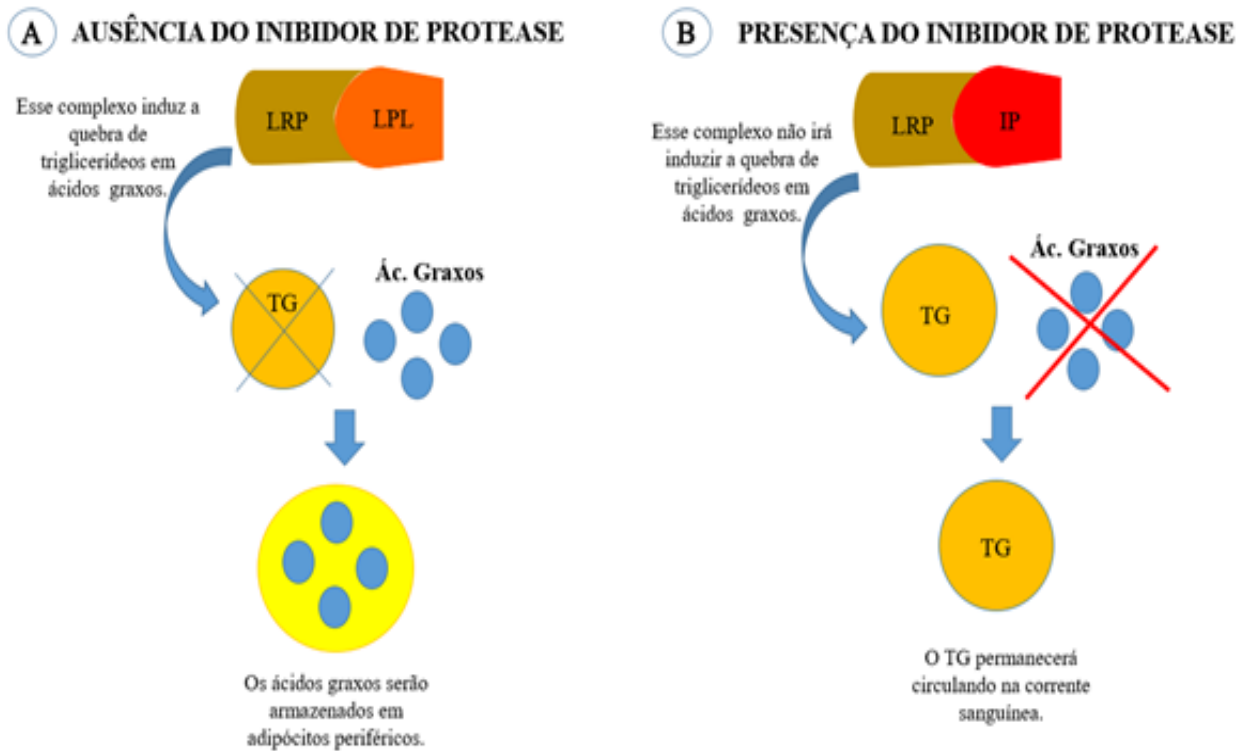 A AUSÊNCIA DO INIBIDOR DE PROTEASE
Esse complexo induz a
quebra de
triglicerídeos em
ácidos graxos.
LRP
LPL
TG
Ác. Graxos
Os ácidos graxos serão
armazenados em
adipócitos periféricos.
B PRESENÇA DO INIBIDOR DE PROTEASE
Esse complexo não irá
induzir a quebra de
triglicerídeos em
ácidos graxos.
LRP
IP
TG
Ác. Graxos
TG
O TG permanecerá
circulando na corrente
sanguínea.